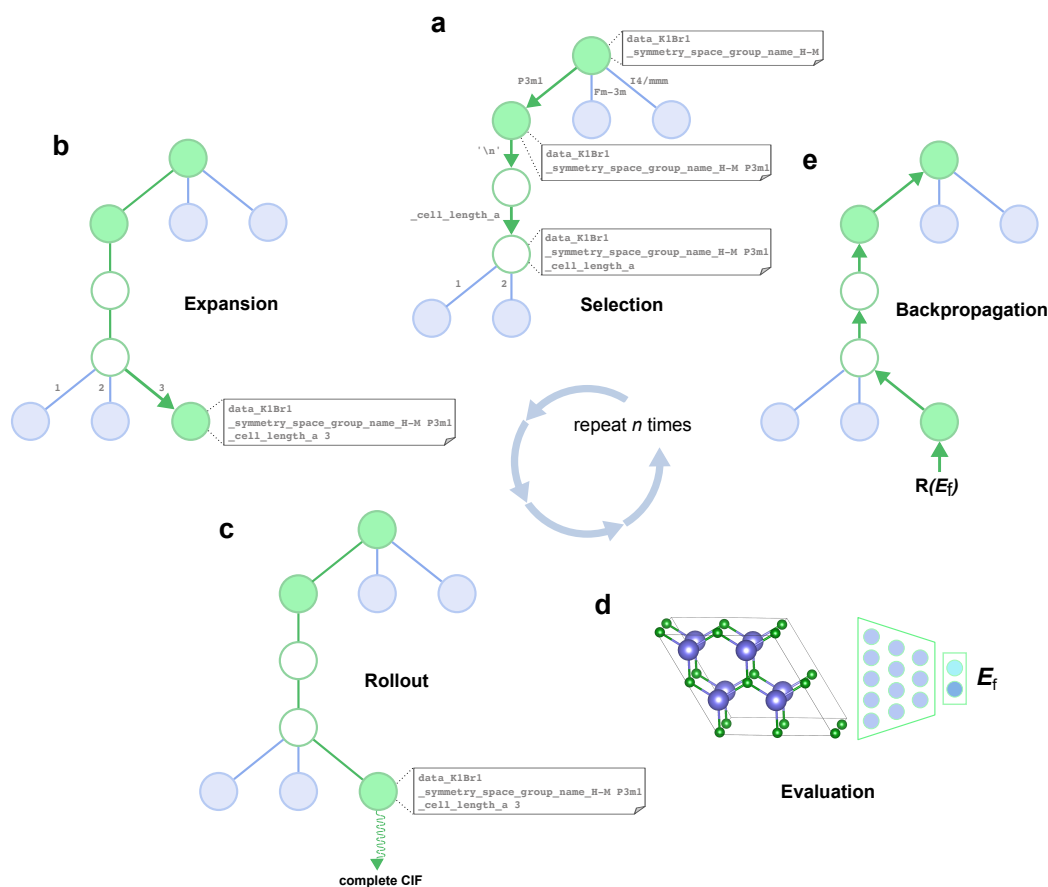 a
data_K1Br1
_symmetry_space_group_name_H-M
P3m1
Fm-3m
I4/mmm
'\n'
data_K1Br1
_symmetry_space_group_name_H-M P3m1
_cell_length_a
data_K1Br1
_symmetry_space_group_name_H-M P3m1
_cell_length_a
1
2
Selection
b
Expansion
1
2
3
data_K1Br1
_symmetry_space_group_name_H-M P3m1
_cell_length_a 3
e
Backpropagation
R(Ef)
repeat n times
c
Rollout
data_K1Br1
_symmetry_space_group_name_H-M P3m1
_cell_length_a 3
complete CIF
d
Ef
Evaluation